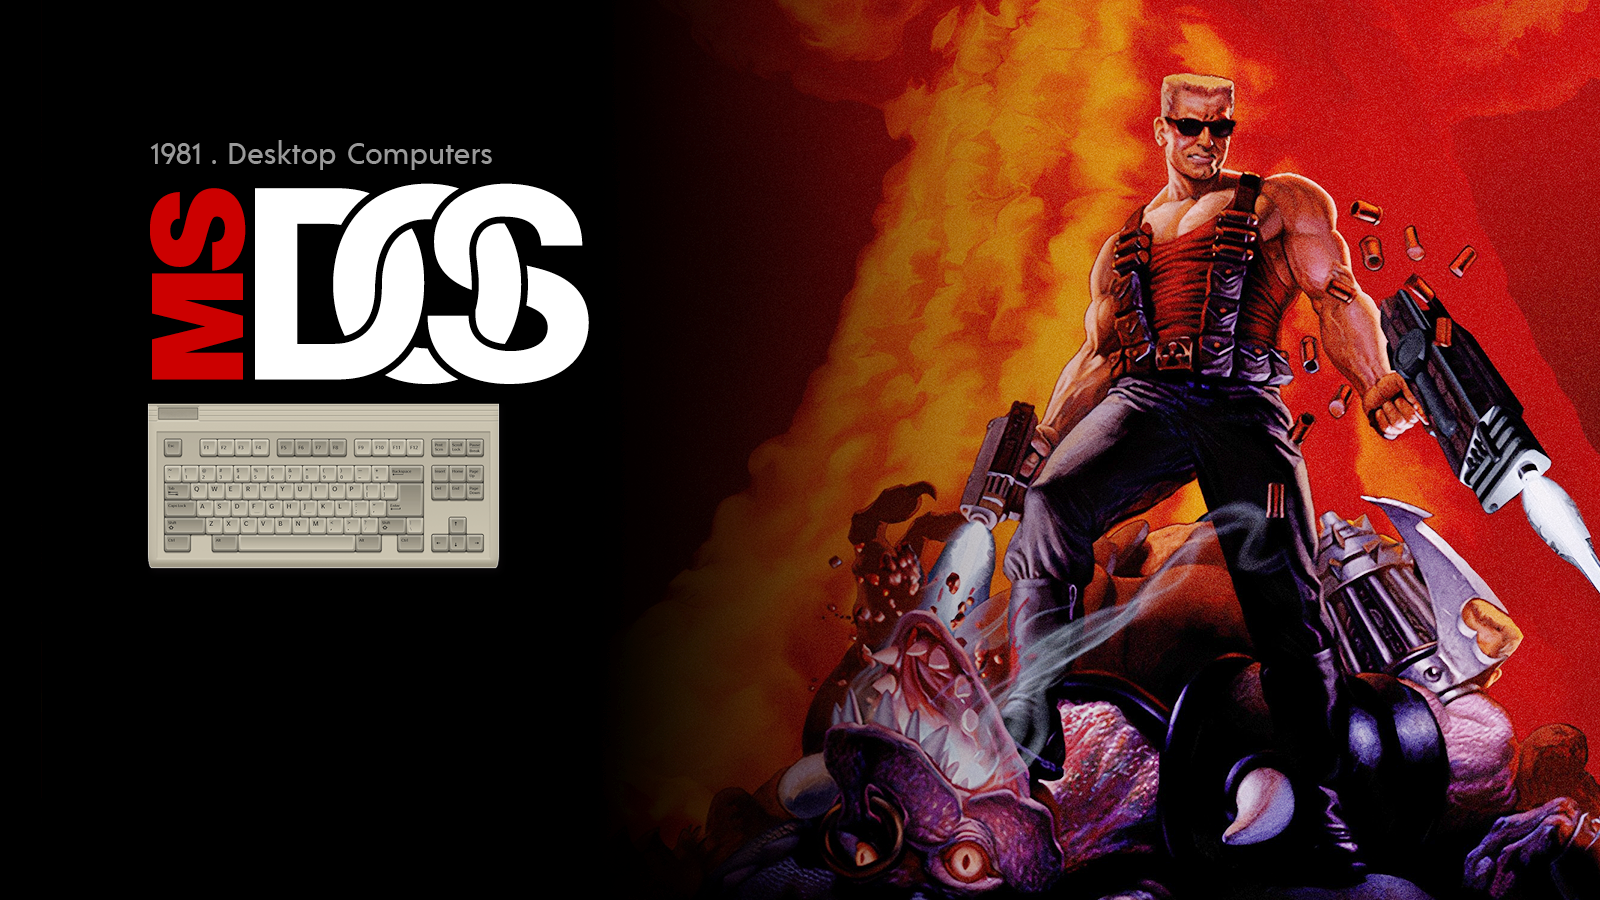 1981 . Desktop Computers
MS DOS
Q W E R T Y U I O P
A S D F G H J K L
Z X C V B N M